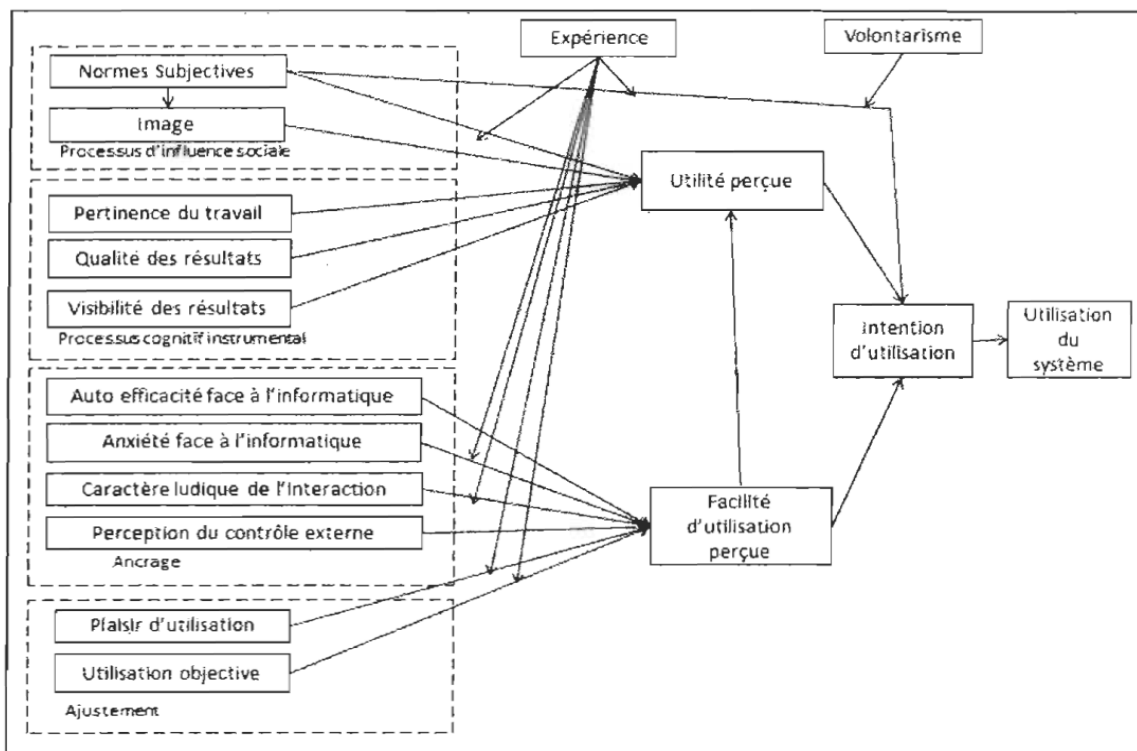 Expérience
Volontarisme
Normes Subjectives
Image
Processus d'influence sociale
Utilité perçue
Pertinence du travail
Qualité des résultats
Visibilité des résultats
Processus cognitif instrumental
Intention
d'utilisation
Utilisation
du
système
Auto efficacité face à l'informatique
Anxiété face à l'informatique
Caractère ludique de l'Interaction
Perception du contrôle externe
Ancrage
Facilité
d'utilisation
perçue
Plaisir d'utilisation
Utilisation objective
Ajustement